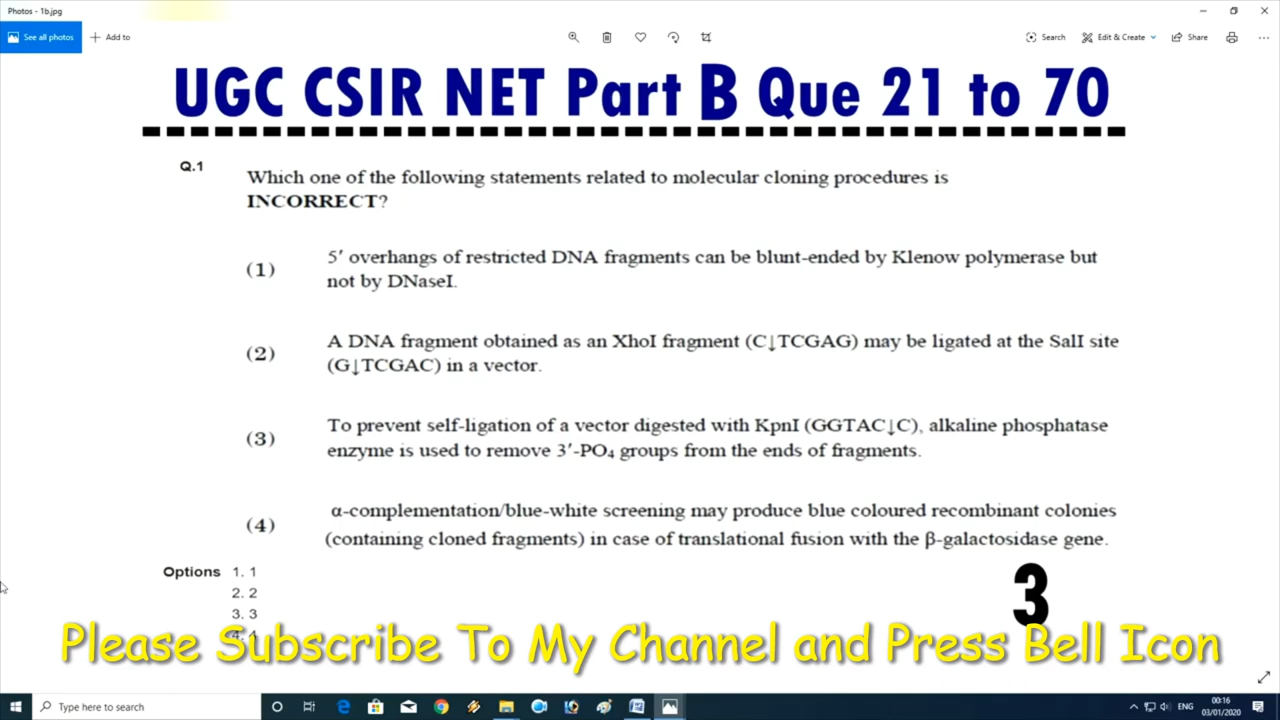 Photos - 1b.jpg
See all photos
Add to
Search
Edit & Create
Share
UGC CSIR NET Part B Que 21 to 70
Q.1
Which one of the following statements related to molecular cloning procedures is
INCORRECT?
(1)
5′ overhangs of restricted DNA fragments can be blunt-ended by Klenow polymerase but
not by DNaseI.
(2)
A DNA fragment obtained as an XhoI fragment (C↓TCGAG) may be ligated at the SalI site
(G↓TCGAC) in a vector.
(3)
To prevent self-ligation of a vector digested with KpnI (GGTAC↓C), alkaline phosphatase
enzyme is used to remove 3′-PO₄ groups from the ends of fragments.
(4)
α-complementation/blue-white screening may produce blue coloured recombinant colonies
(containing cloned fragments) in case of translational fusion with the β-galactosidase gene.
Options 1. 1
2. 2
3. 3
3
Please Subscribe To My Channel and Press Bell Icon
Type here to search
ENG
00:16
03/01/2020